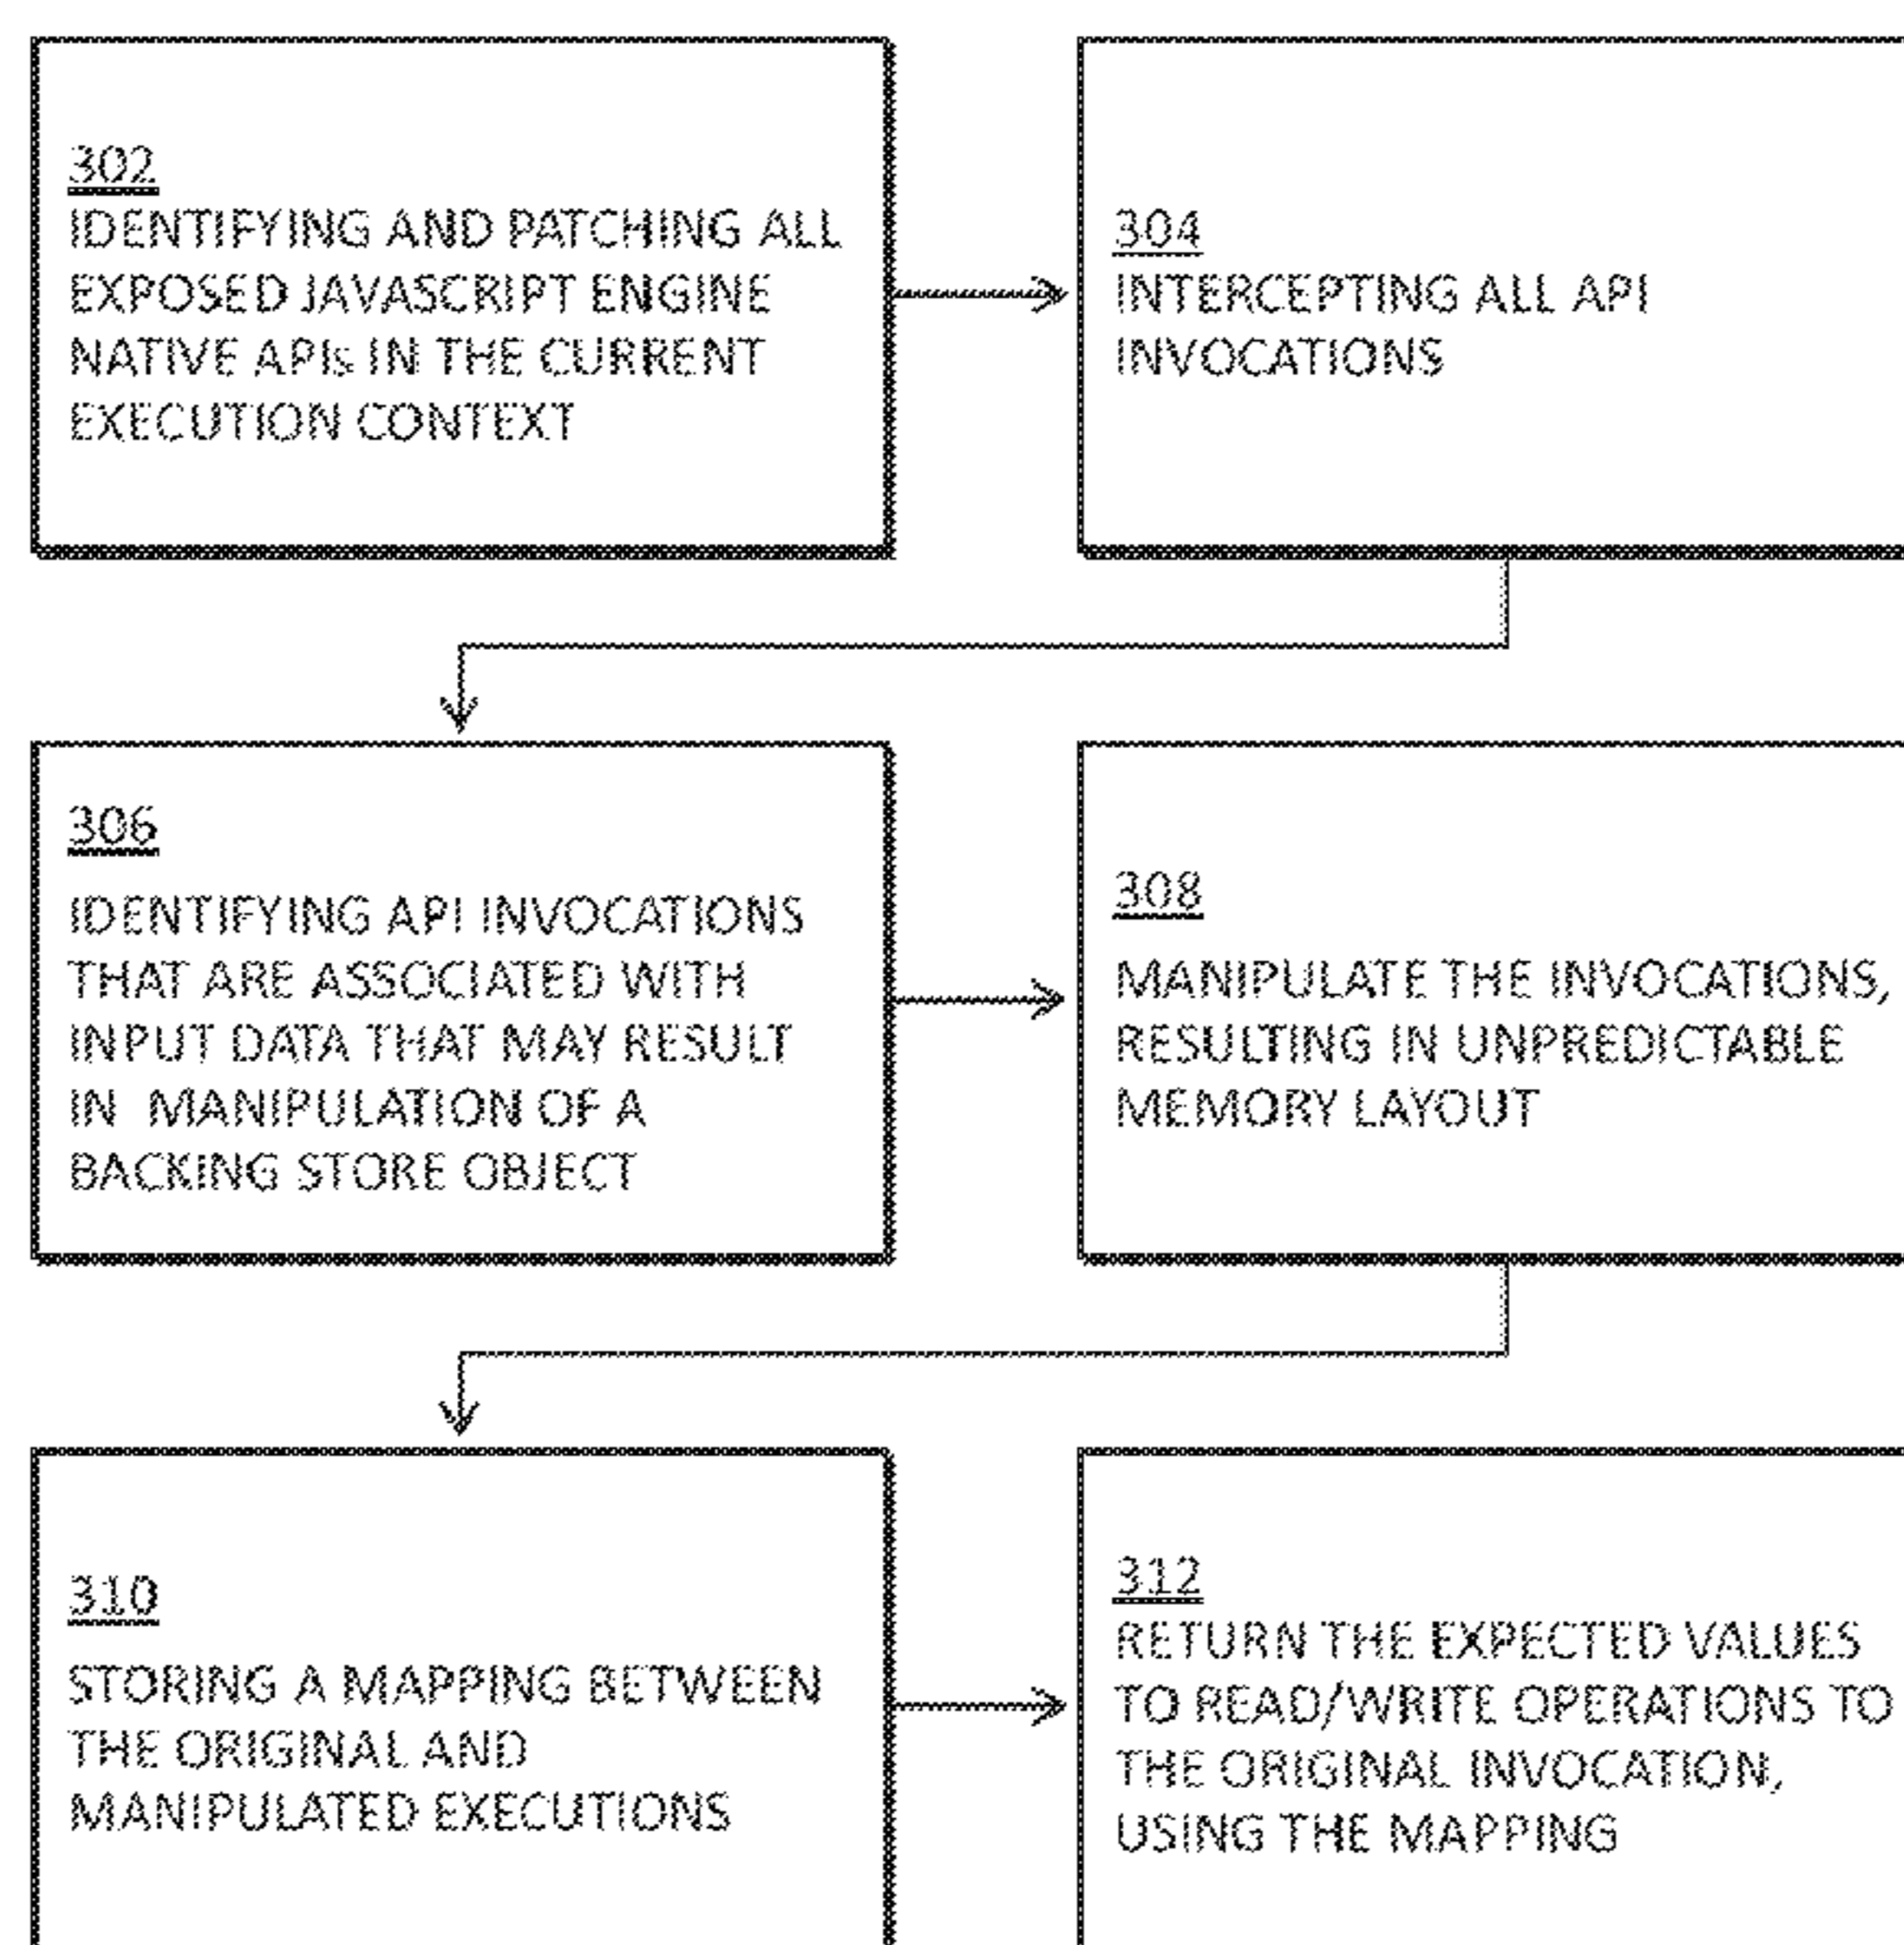 302
IDENTIFYING AND PATCHING ALL
EXPOSED JAVASCRIPT ENGINE
NATIVE APIs IN THE CURRENT
EXECUTION CONTEXT
304
INTERCEPTING ALL API
INVOCATIONS
306
IDENTIFYING API INVOCATIONS
THAT ARE ASSOCIATED WITH
INPUT DATA THAT MAY RESULT
IN MANIPULATION OF A
BACKING STORE OBJECT
308
MANIPULATE THE INVOCATIONS,
RESULTING IN UNPREDICTABLE
MEMORY LAYOUT
310
STORING A MAPPING BETWEEN
THE ORIGINAL AND
MANIPULATED EXECUTIONS
312
RETURN THE EXPECTED VALUES
TO READ/WRITE OPERATIONS TO
THE ORIGINAL INVOCATION,
USING THE MAPPING